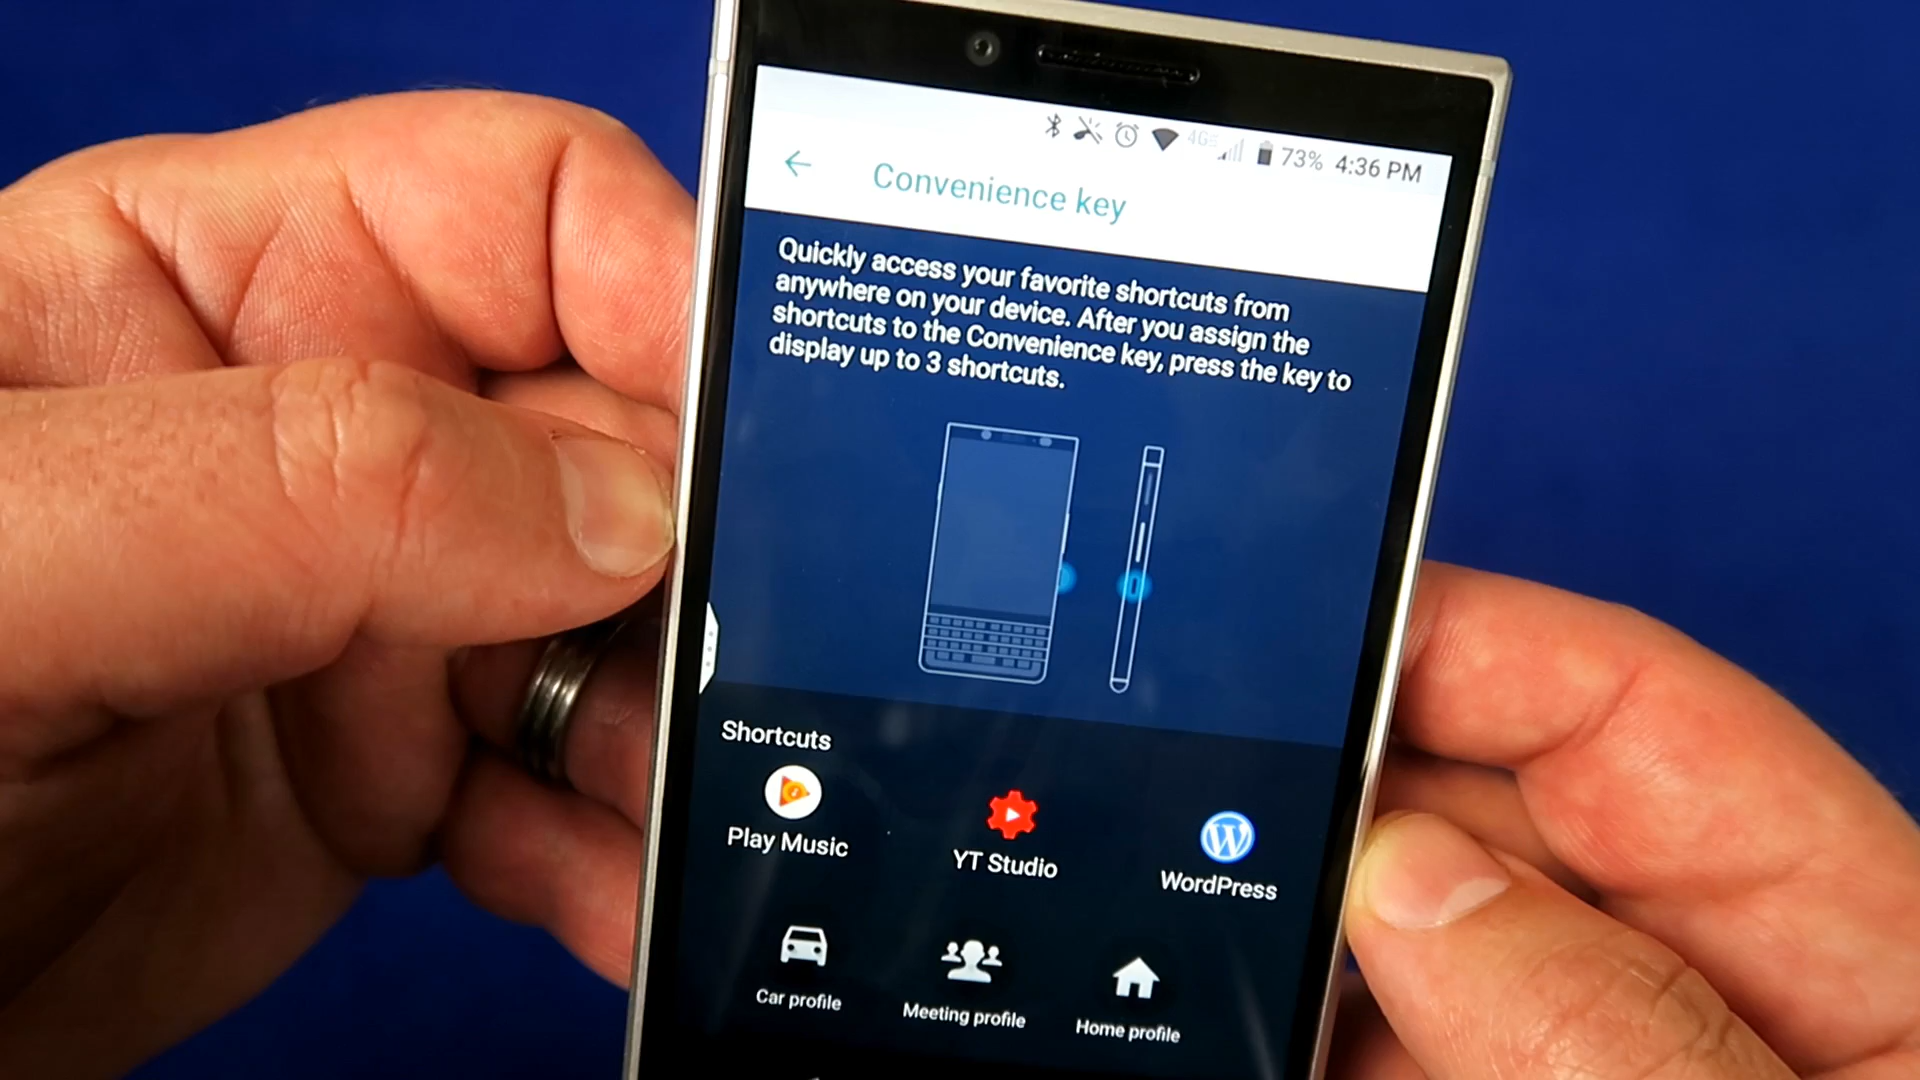 4G 73% 4:36 PM
Convenience key
Quickly access your favorite shortcuts from
anywhere on your device. After you assign the
shortcuts to the Convenience key, press the key to
display up to 3 shortcuts.
Shortcuts
Play Music
YT Studio
WordPress
Car profile
Meeting profile
Home profile